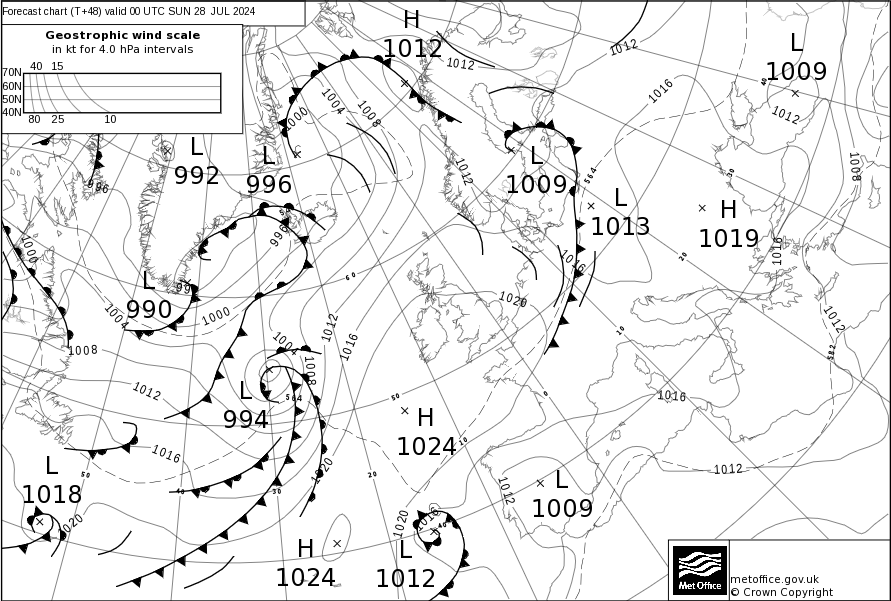 Forecast chart (T+48) valid 00 UTC SUN 28 JUL 2024
Geostrophic wind scale
in kt for 4.0 hPa intervals
40 15
70N
60N
50N
40N
80 25 10
H
1012
1012
1012
L
1009
40
1012
1016
1008
1004
1000
1008
L
992
L
996
996
1012
L
1009
564
L
1013
30
H
1019
1000
996
1016
20
1016
60
L
990
99
1004
1000
1020
1012
1016
1012
10
582
1008
1004
1008
1012
0
1016
50
L
994
564
H
1024
10
1016
1012
L
1018
50
40
30
20
1020
1012
L
1009
1020
1020
1016
40
H
1024
L
1012
Met Office
metoffice.gov.uk
© Crown Copyright